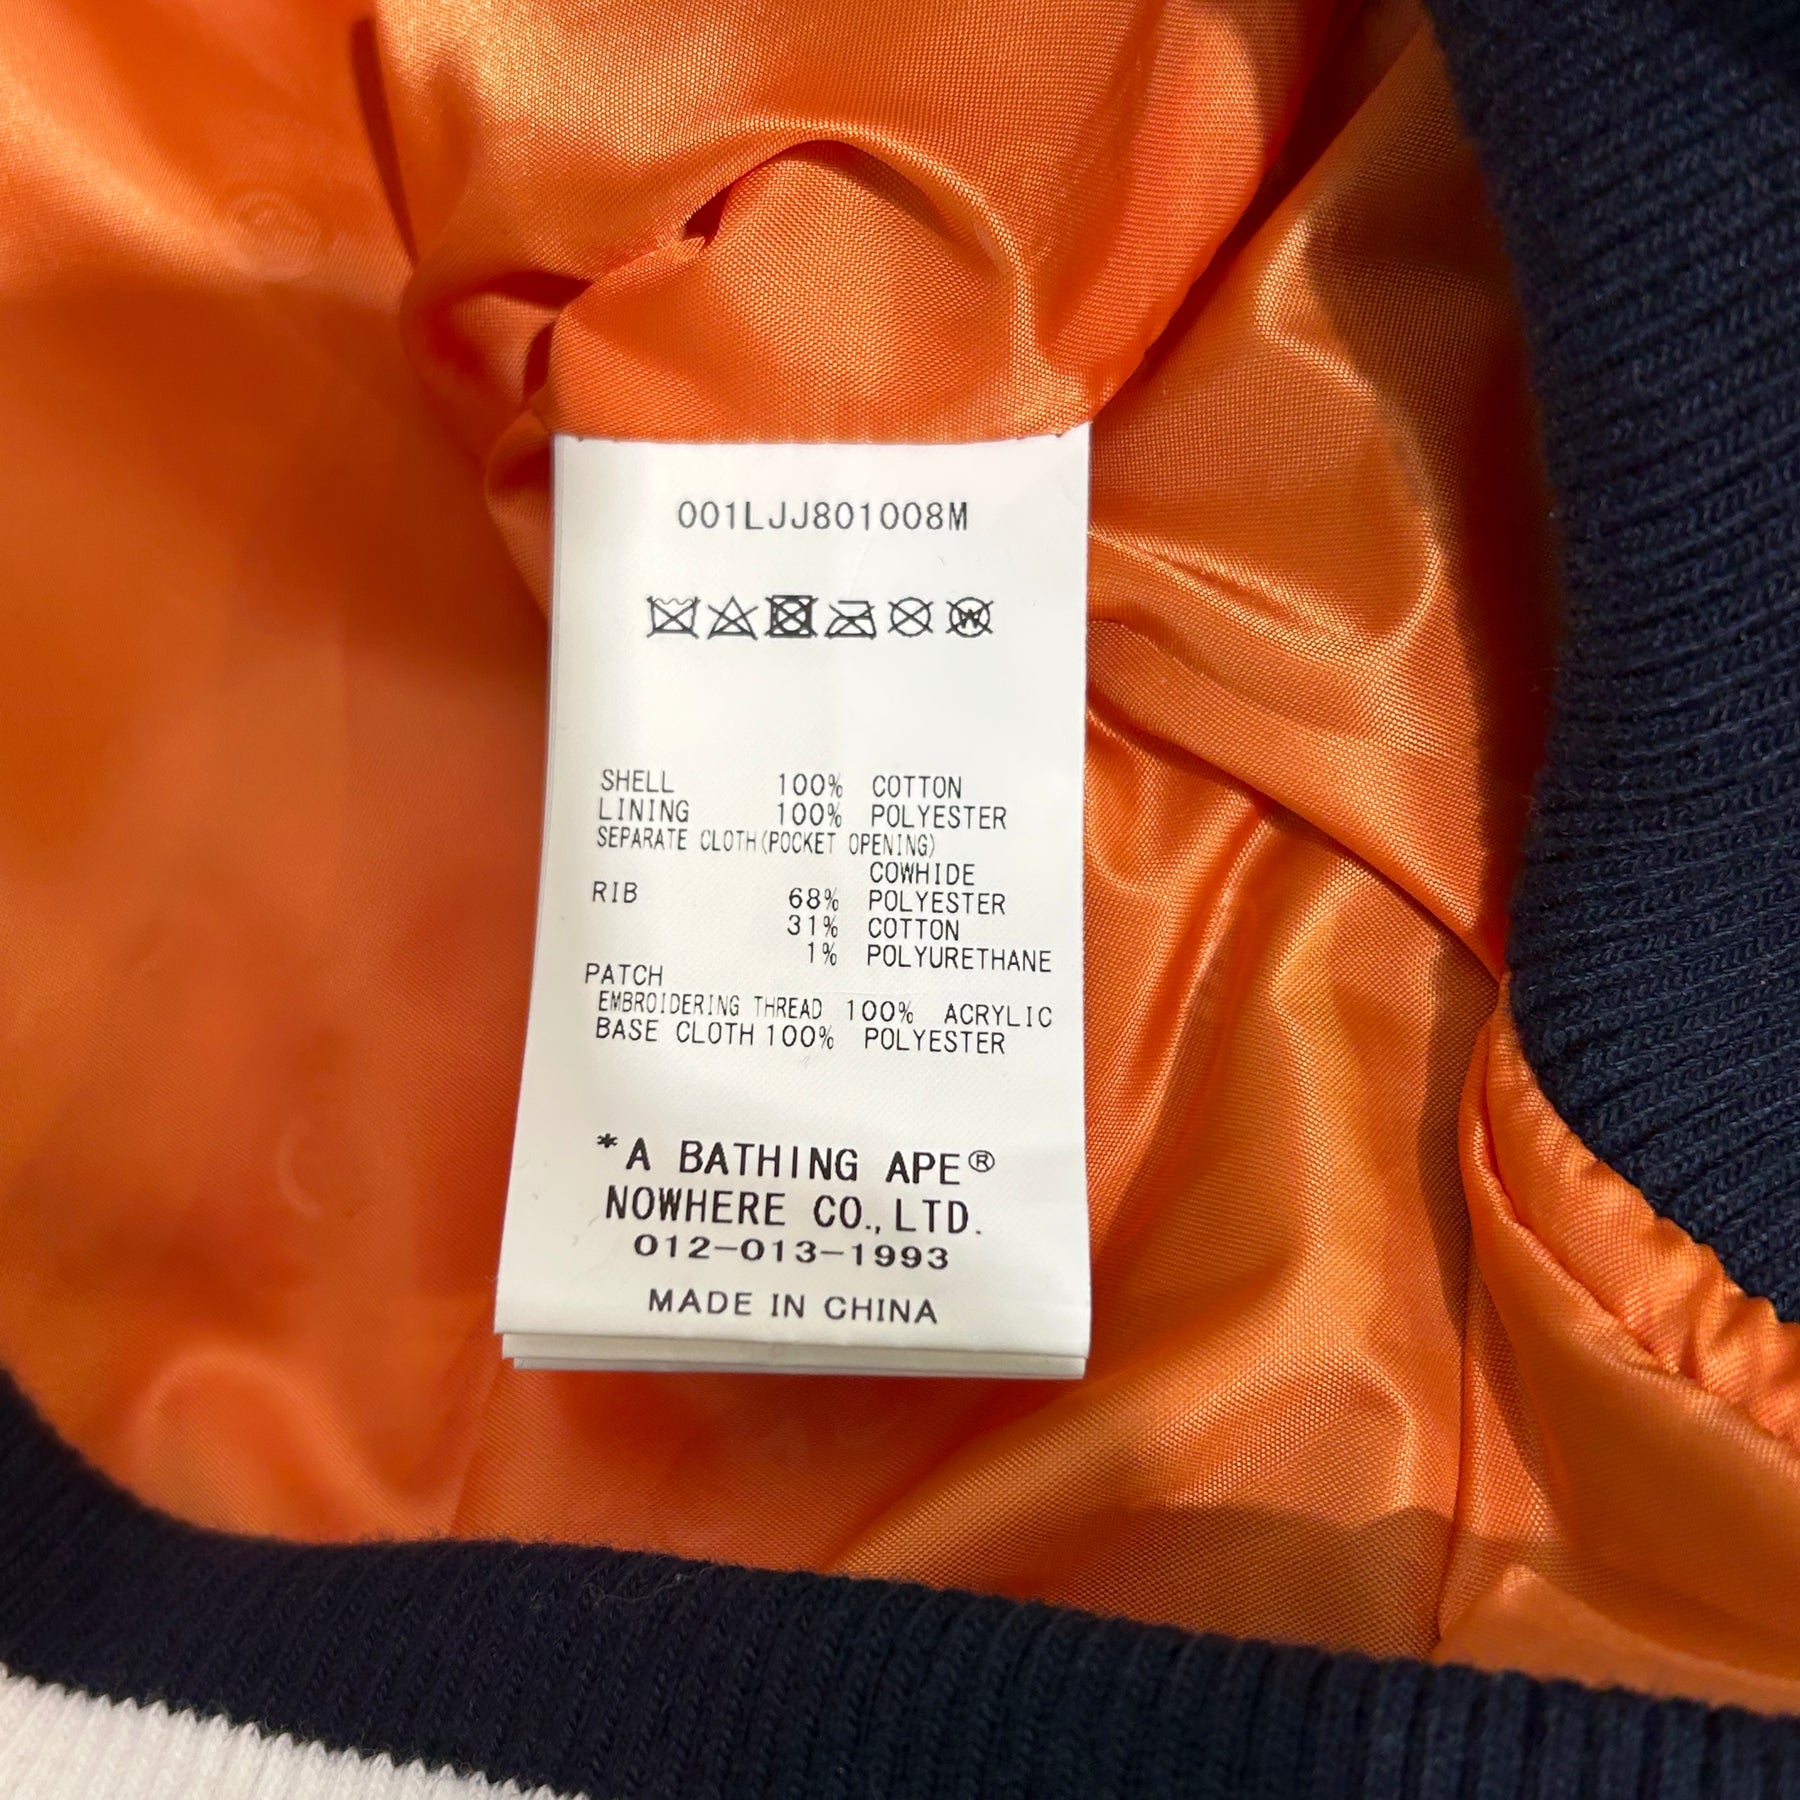 001LJJ801008M
SHELL 100% COTTON
LINING 100% POLYESTER
SEPARATE CLOTH(POCKET OPENING)
COWHIDE
RIB 68% POLYESTER
31% COTTON
1% POLYURETHANE
PATCH
EMBROIDERING THREAD 100% ACRYLIC
BASE CLOTH 100% POLYESTER
*A BATHING APE®
NOWHERE CO., LTD.
012-013-1993
MADE IN CHINA